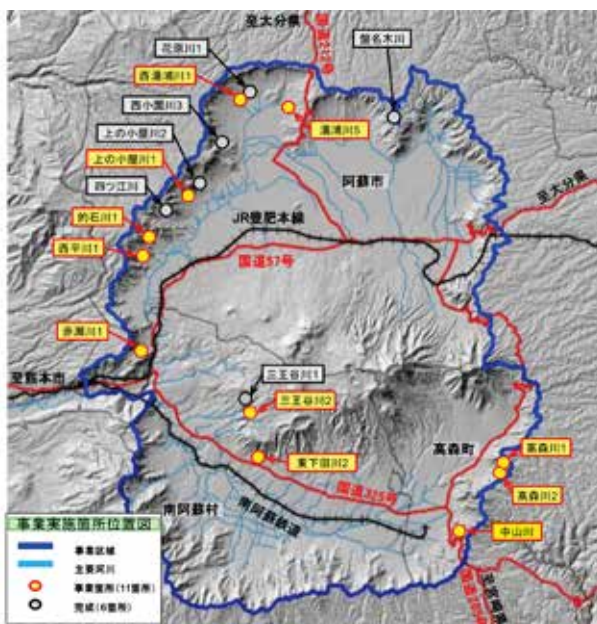 至大分県
国道212号
花原川1
盤名木川
西湯浦川1
西小園川3
湯浦川5
上の小屋川2
上の小屋川1
阿蘇市
四ツ江川
至大分県
JR豊肥本線
的石川1
西平川1
国道57号
赤瀬川1
至熊本市
三王谷川1
三王谷川2
高森町
高森川1
東下田川2
高森川2
国道325号
南阿蘇村
南阿蘇鉄道
中山川
至宮崎県
事業実施箇所位置図
事業区域
主要河川
事業箇所(11箇所)
完成(6箇所)